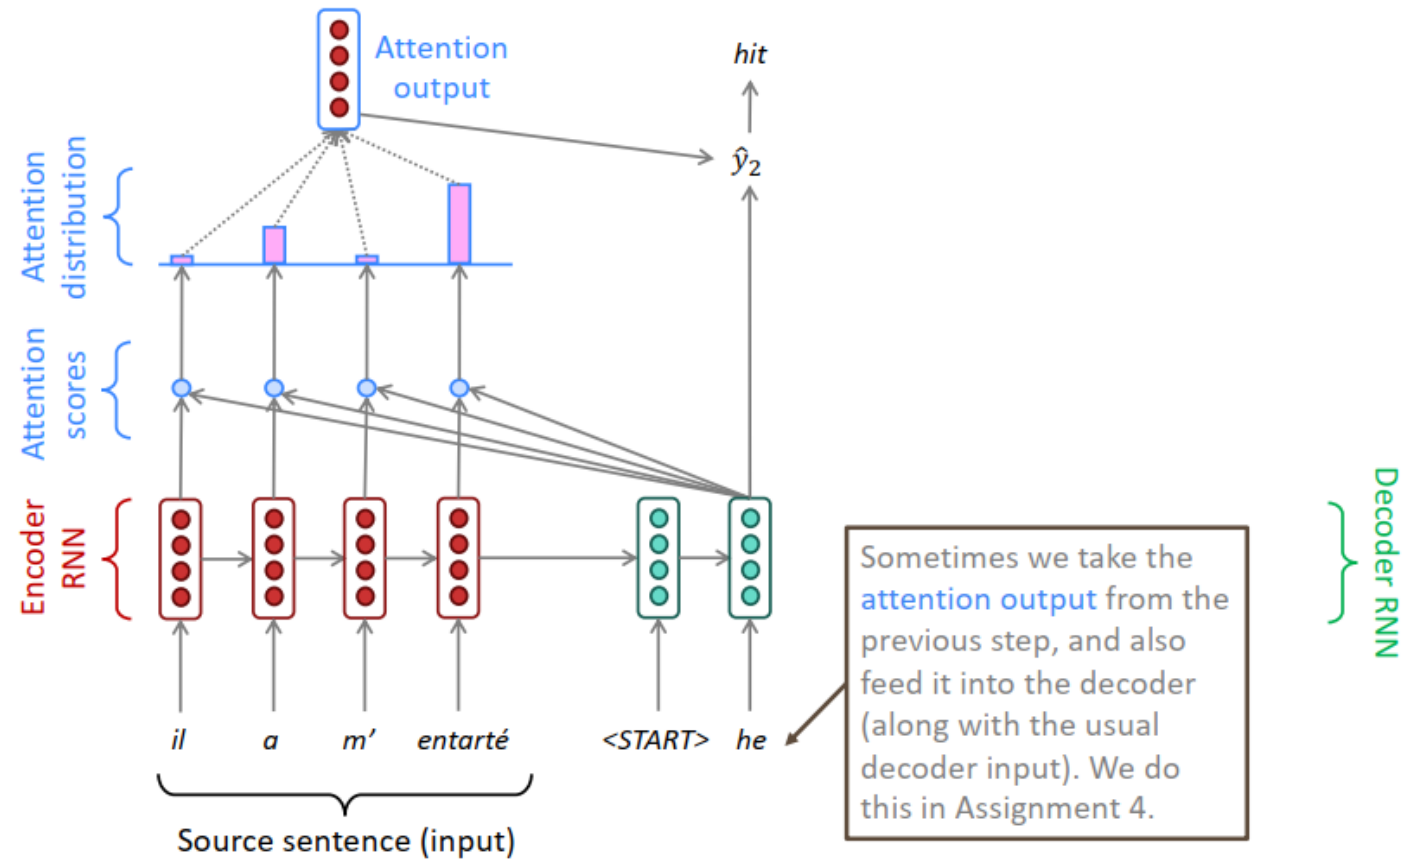 Attention
output
hit
ŷ₂
Attention
distribution
Attention
scores
Encoder
RNN
Decoder RNN
Sometimes we take the
attention output from the
previous step, and also
feed it into the decoder
(along with the usual
decoder input). We do
this in Assignment 4.
il a m’ entarté <START> he
Source sentence (input)